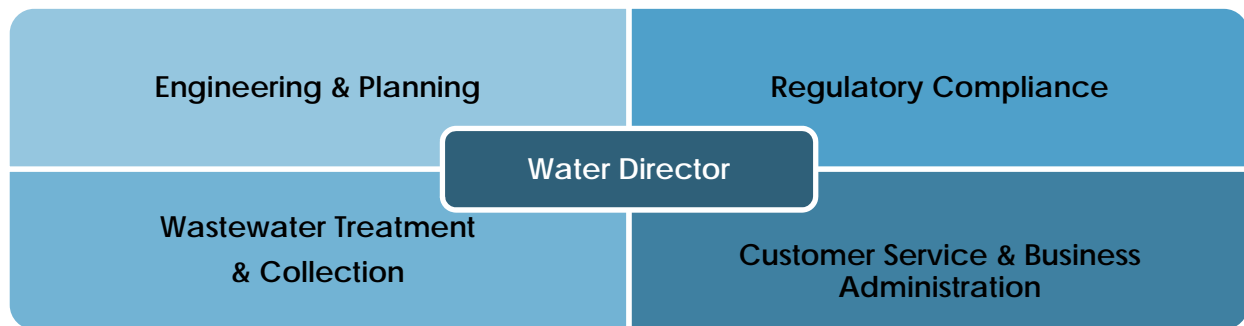 Engineering & Planning
Regulatory Compliance
Water Director
Wastewater Treatment
& Collection
Customer Service & Business
Administration